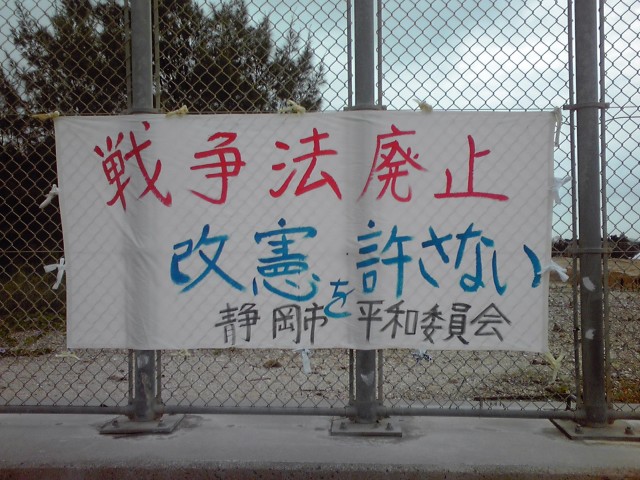 戦争法廃止
改憲を許さない
静岡市平和委員会